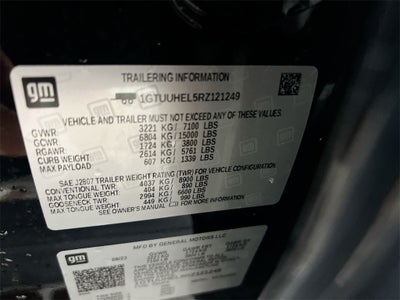 TRAILERING INFORMATION
gm
1GTUUHEL5RZ121249
VEHICLE AND TRAILER MUST NOT EXCEED ANY OF THESE VALUES
GVWR: 3221 KG / 7100 LBS
GCWR: 6804 KG / 15000 LBS
RGAWR: 1724 KG / 3800 LBS
CURB WEIGHT: 2614 KG / 5761 LBS
MAX PAYLOAD: 607 KG / 1339 LBS
SAE J2807 TRAILER WEIGHT RATING (TWR) FOR VEHICLE CONFIGURATION
CONVENTIONAL TWR: 4037 KG / 8900 LBS
MAX TONGUE WT: 404 KG / 890 LBS
GOOSENECK TWR: 2994 KG / 6600 LBS
MAX TONGUE WT: 449 KG / 990 LBS
SEE OWNER'S MANUAL FOR ADDITIONAL INFORMATION
MFD BY GENERAL MOTORS LLC
gm